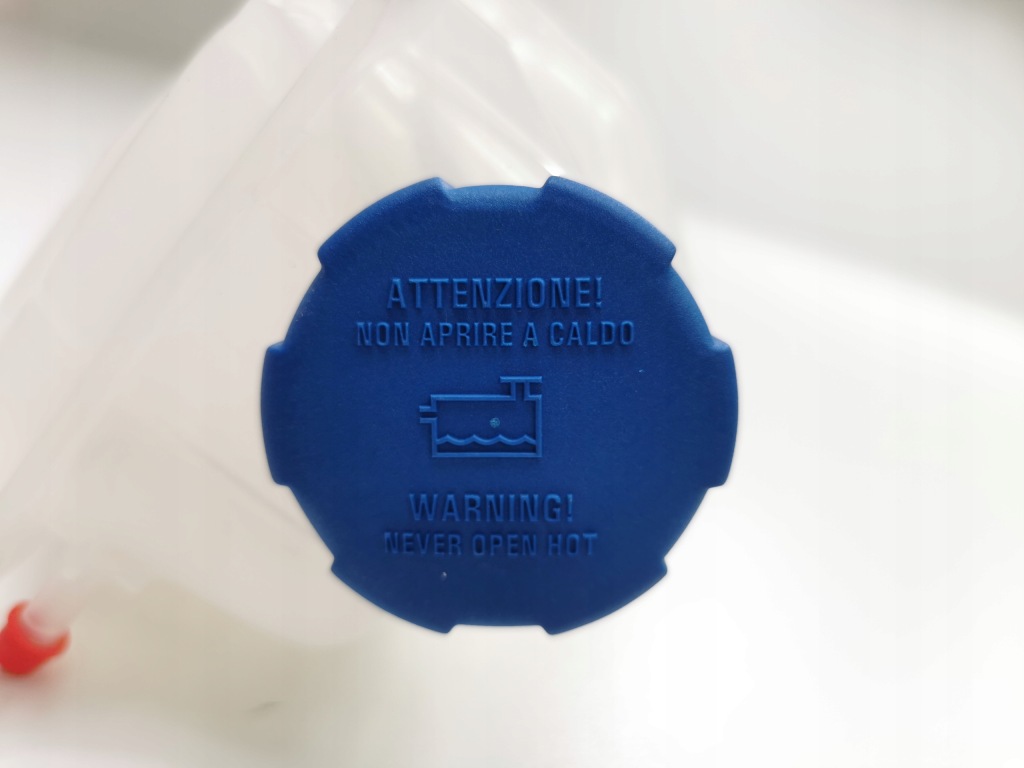 ATTENZIONE!
NON APRIRE A CALDO
WARNING!
NEVER OPEN HOT